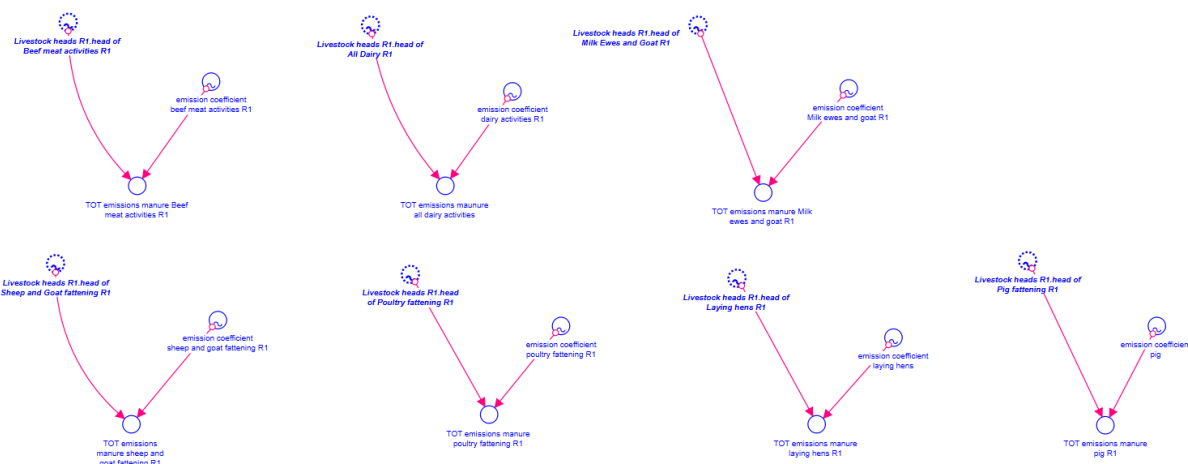 Livestock heads R1.head of
Beef meat activities R1
emission coefficient
beef meat activities R1
TOT emissions manure Beef
meat activities R1
Livestock heads R1.head of
All Dairy R1
emission coefficient
dairy activities R1
TOT emissions maunure
all dairy activities
Livestock heads R1.head of
Milk Ewes and Goat R1
emission coefficient
Milk ewes and goat R1
TOT emissions manure Milk
ewes and goat R1
Livestock heads R1.head of
Sheep and Goat fattening R1
emission coefficient
sheep and goat fattening R1
TOT emissions
manure sheep and
goat fattening R1
Livestock heads R1.head
of Poultry fattening R1
emission coefficient
poultry fattening R1
TOT emissions manure
poultry fattening R1
Livestock heads R1.head of
Laying hens R1
emission coefficient
laying hens
TOT emissions manure
laying hens R1
Livestock heads R1.head of
Pig fattening R1
emission coefficien
pig
TOT emissions manure
pig R1